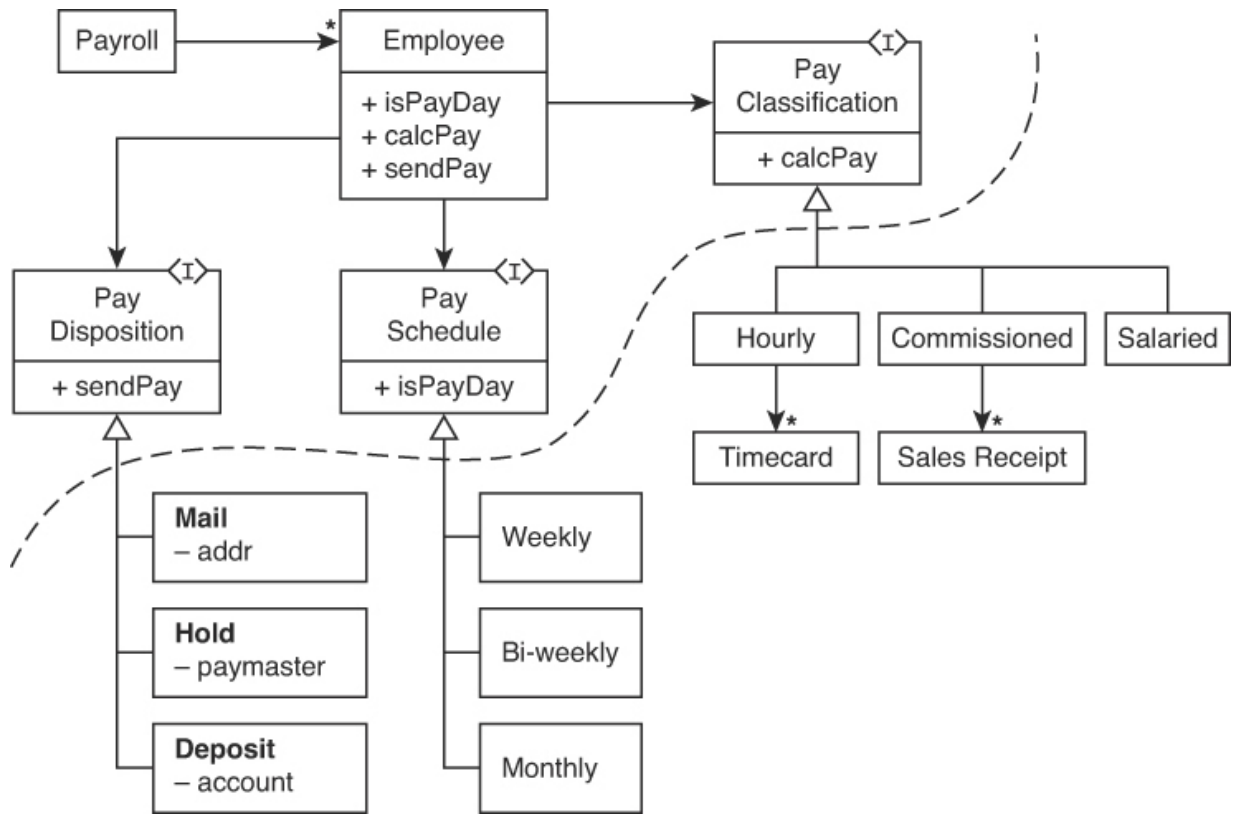 Payroll
*
Employee
+ isPayDay
+ calcPay
+ sendPay
<I>
Pay
Classification
+ calcPay
<I>
Pay
Disposition
+ sendPay
<I>
Pay
Schedule
+ isPayDay
Hourly
Commissioned
Salaried
*
*
Timecard
Sales Receipt
Mail
– addr
Hold
– paymaster
Deposit
– account
Weekly
Bi-weekly
Monthly